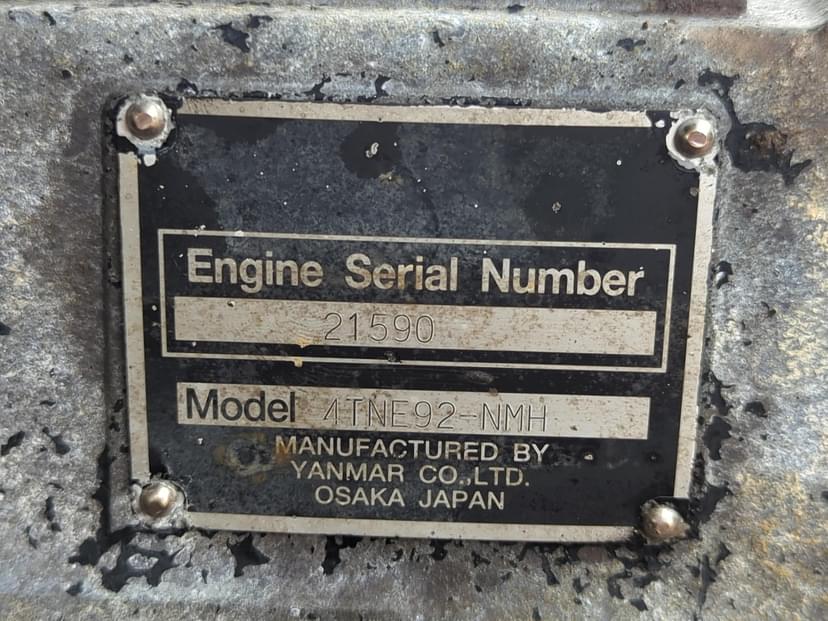 Engine Serial Number
21590
Model 4TNE92-NMH
MANUFACTURED BY
YANMAR CO.,LTD.
OSAKA JAPAN